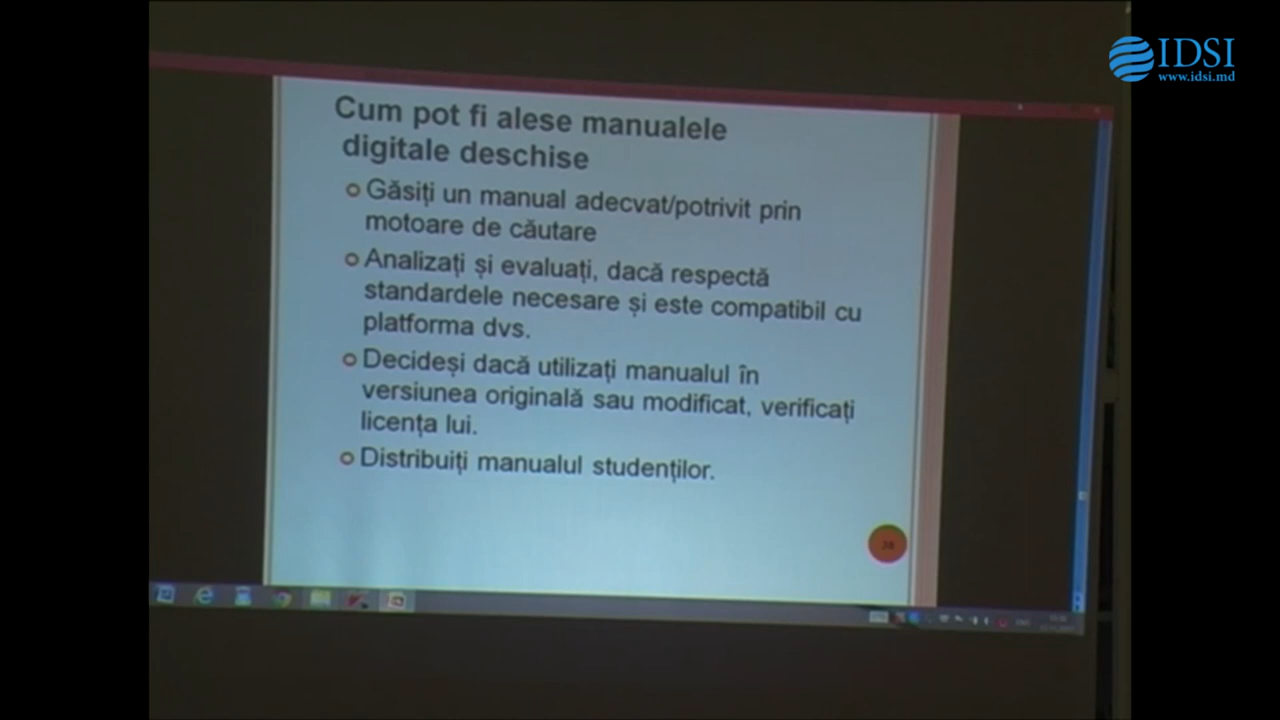 IDSI
www.idsi.md
Cum pot fi alese manualele
digitale deschise
Găsiți un manual adecvat/potrivit prin
motoare de căutare
Analizați și evaluați, dacă respectă
standardele necesare și este compatibil cu
platforma dvs.
Decideși dacă utilizați manualul în
versiunea originală sau modificat, verificați
licența lui.
Distribuiți manualul studenților.